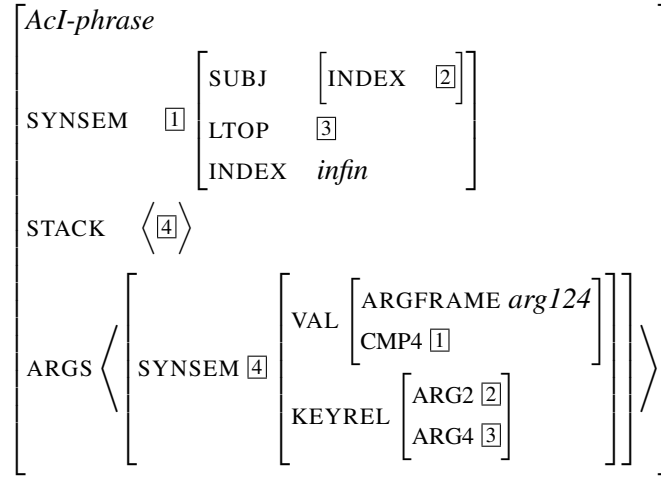 AcI-phrase
SUBJ [INDEX 2]
SYNSEM 1 LTOP 3
INDEX infin
STACK ⟨4⟩
VAL [ARGFRAME arg124
CMP4 1]
ARGS ⟨[SYNSEM 4
KEYREL [ARG2 2
ARG4 3]]⟩